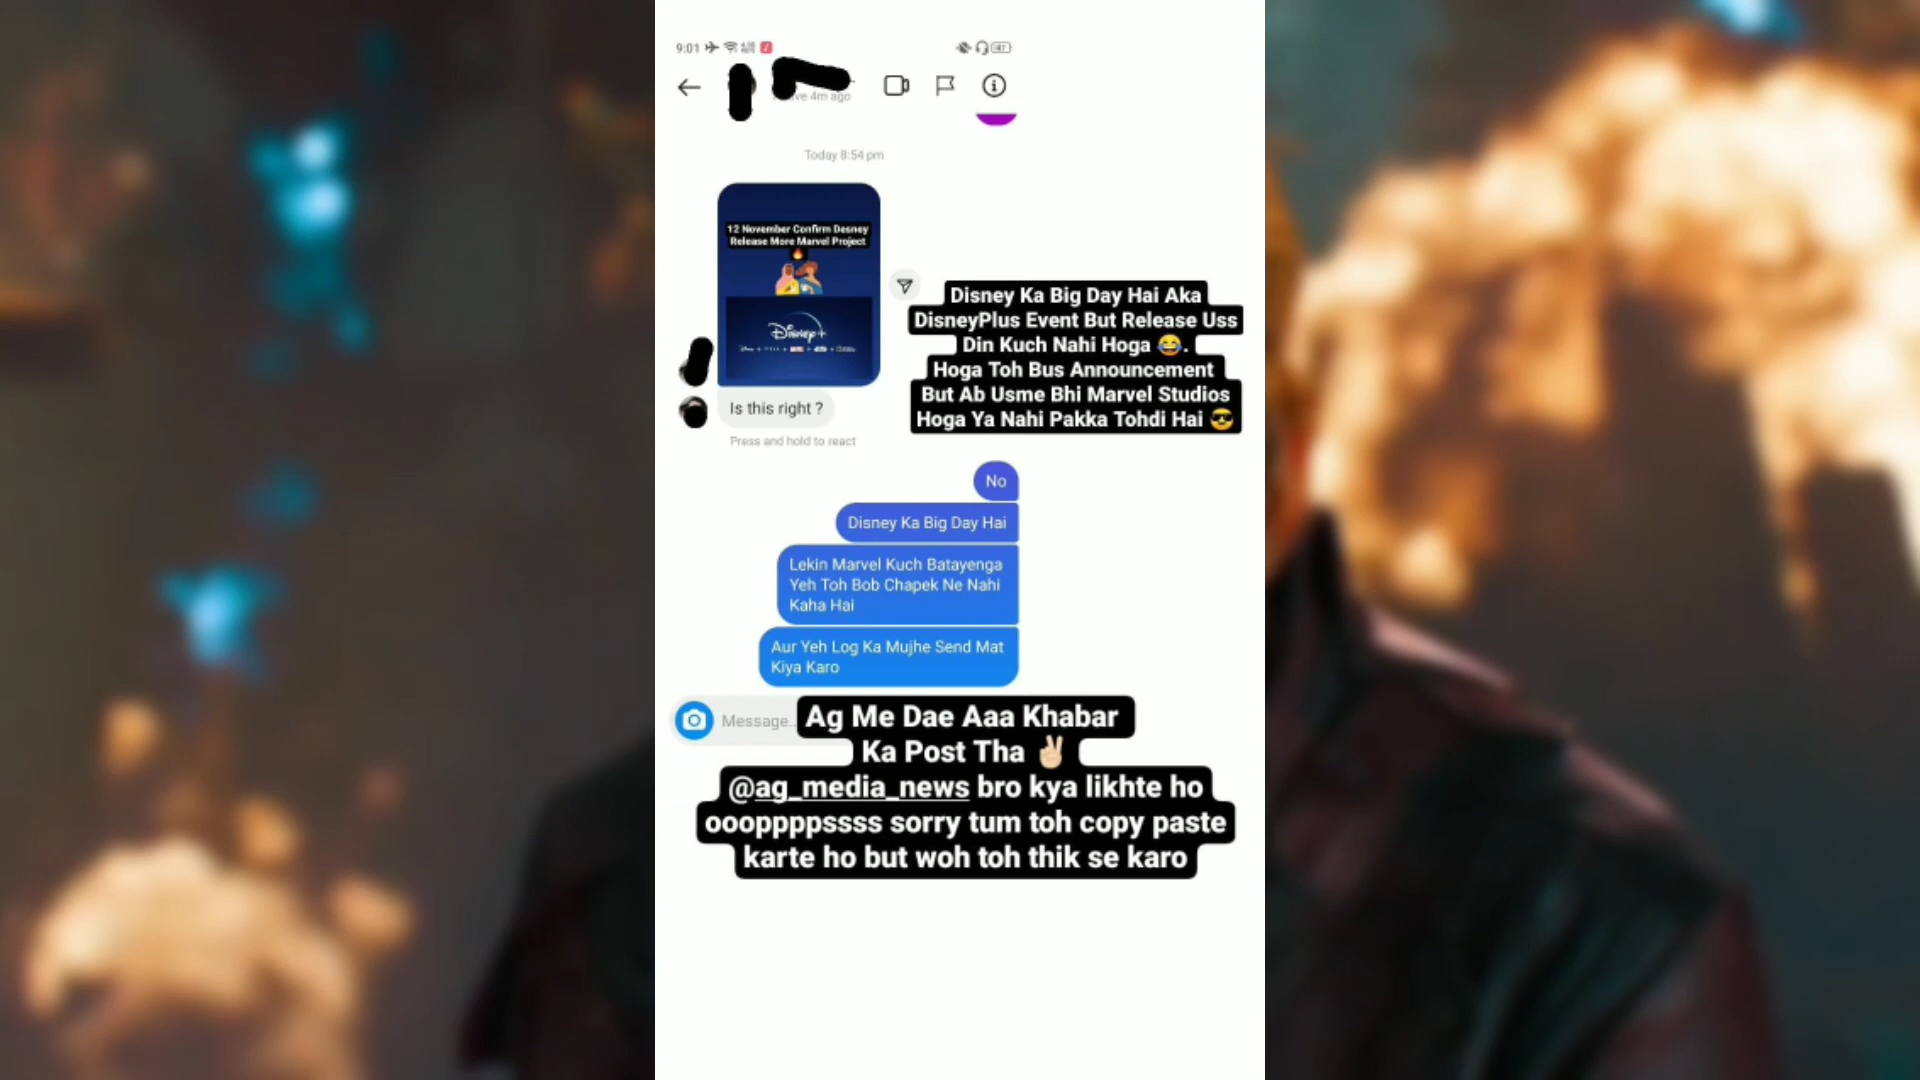 9:01
ve 4m ago
Today 8:54 pm
12 November Confirm Desney
Release More Marvel Project
Disney+
Is this right ?
Press and hold to react
Disney Ka Big Day Hai Aka
DisneyPlus Event But Release Uss
Din Kuch Nahi Hoga 😂.
Hoga Toh Bus Announcement
But Ab Usme Bhi Marvel Studios
Hoga Ya Nahi Pakka Tohdi Hai 😎
No
Disney Ka Big Day Hai
Lekin Marvel Kuch Batayenga
Yeh Toh Bob Chapek Ne Nahi
Kaha Hai
Aur Yeh Log Ka Mujhe Send Mat
Kiya Karo
Message..
Ag Me Dae Aaa Khabar
Ka Post Tha ✌🏻
@ag_media_news bro kya likhte ho
oooppppssss sorry tum toh copy paste
karte ho but woh toh thik se karo